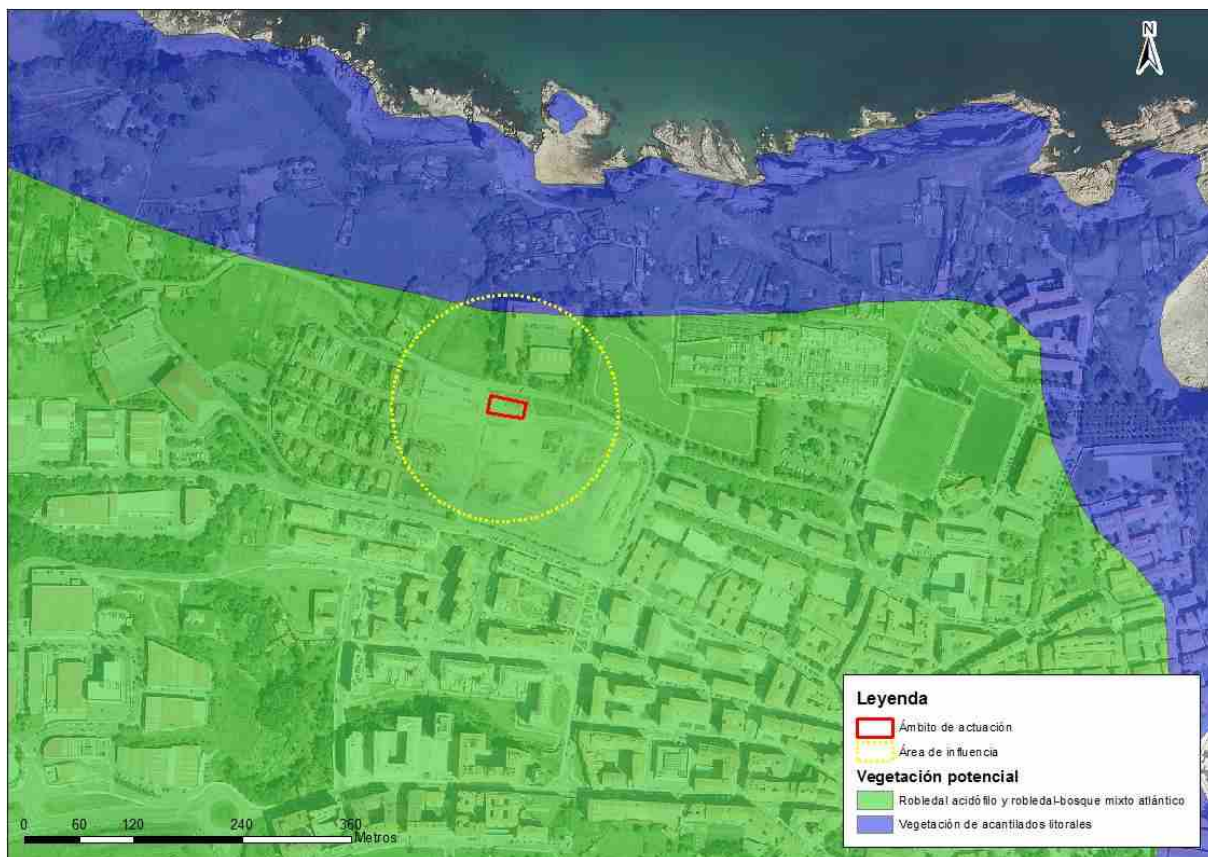 N
Leyenda
Ámbito de actuación
Área de influencia
Vegetación potencial
Robledal acidófilo y robledal-bosque mixto atlántico
Vegetación de acantilados litorales
0 60 120 240 360
Metros